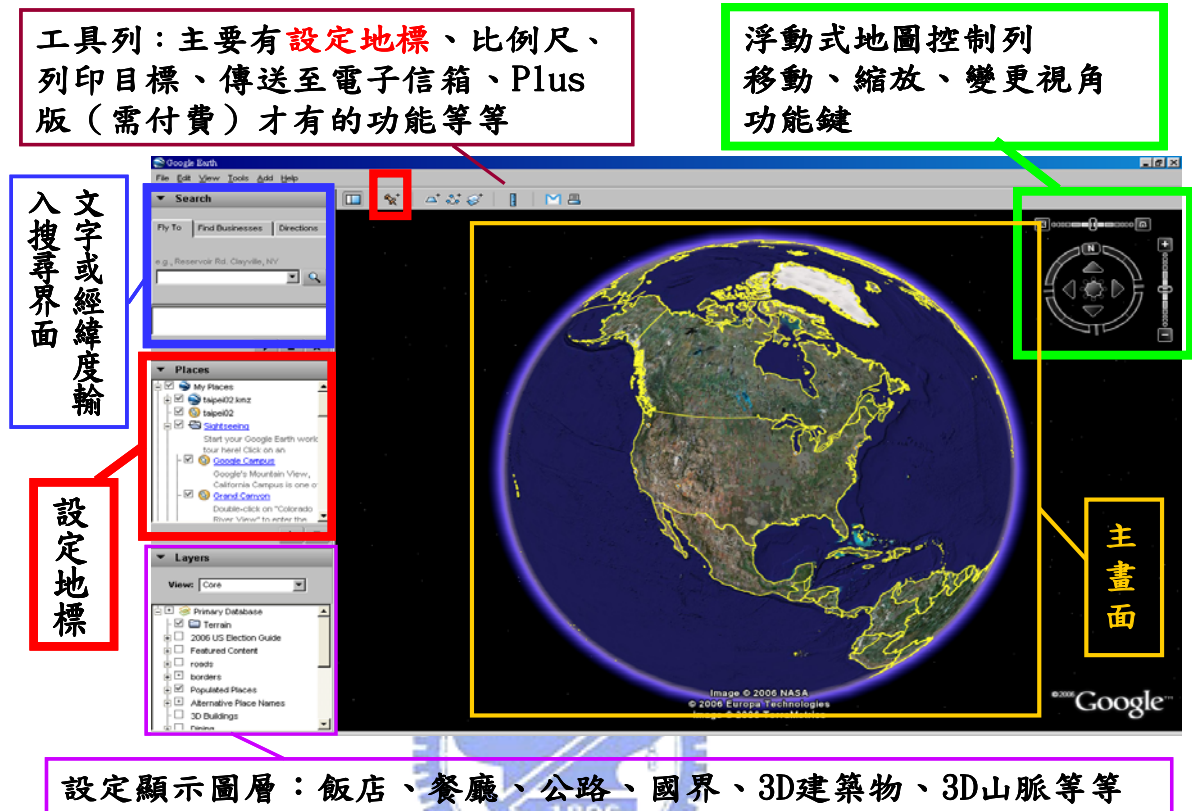 工具列：主要有設定地標、比例尺、
列印目標、傳送至電子信箱、Plus
版（需付費）才有的功能等等
浮動式地圖控制列
移動、縮放、變更視角
功能鍵
文字或經緯度輸
入搜尋界面
Google Earth
File Edit View Tools Add Help
Search
Fly To Find Businesses Directions
e.g., Reservoir Rd. Clayville, NY
N
設定地標
Places
My Places
taipei02.kmz
taipei02
Sightseeing
Start your Google Earth work
tour here! Click on an
Google Campus
Google's Mountain View,
California Campus is one o
Grand Canyon
Double-click on "Colorado
River View" to enter the
Layers
View: Core
Primary Database
Terrain
2006 US Election Guide
Featured Content
roads
borders
Populated Places
Alternative Place Names
3D Buildings
Dining
主畫面
Image © 2006 NASA
© 2006 Europa Technologies
Image © 2006 TerraMetrics
©2006 Google™
設定顯示圖層：飯店、餐廳、公路、國界、3D建築物、3D山脈等等